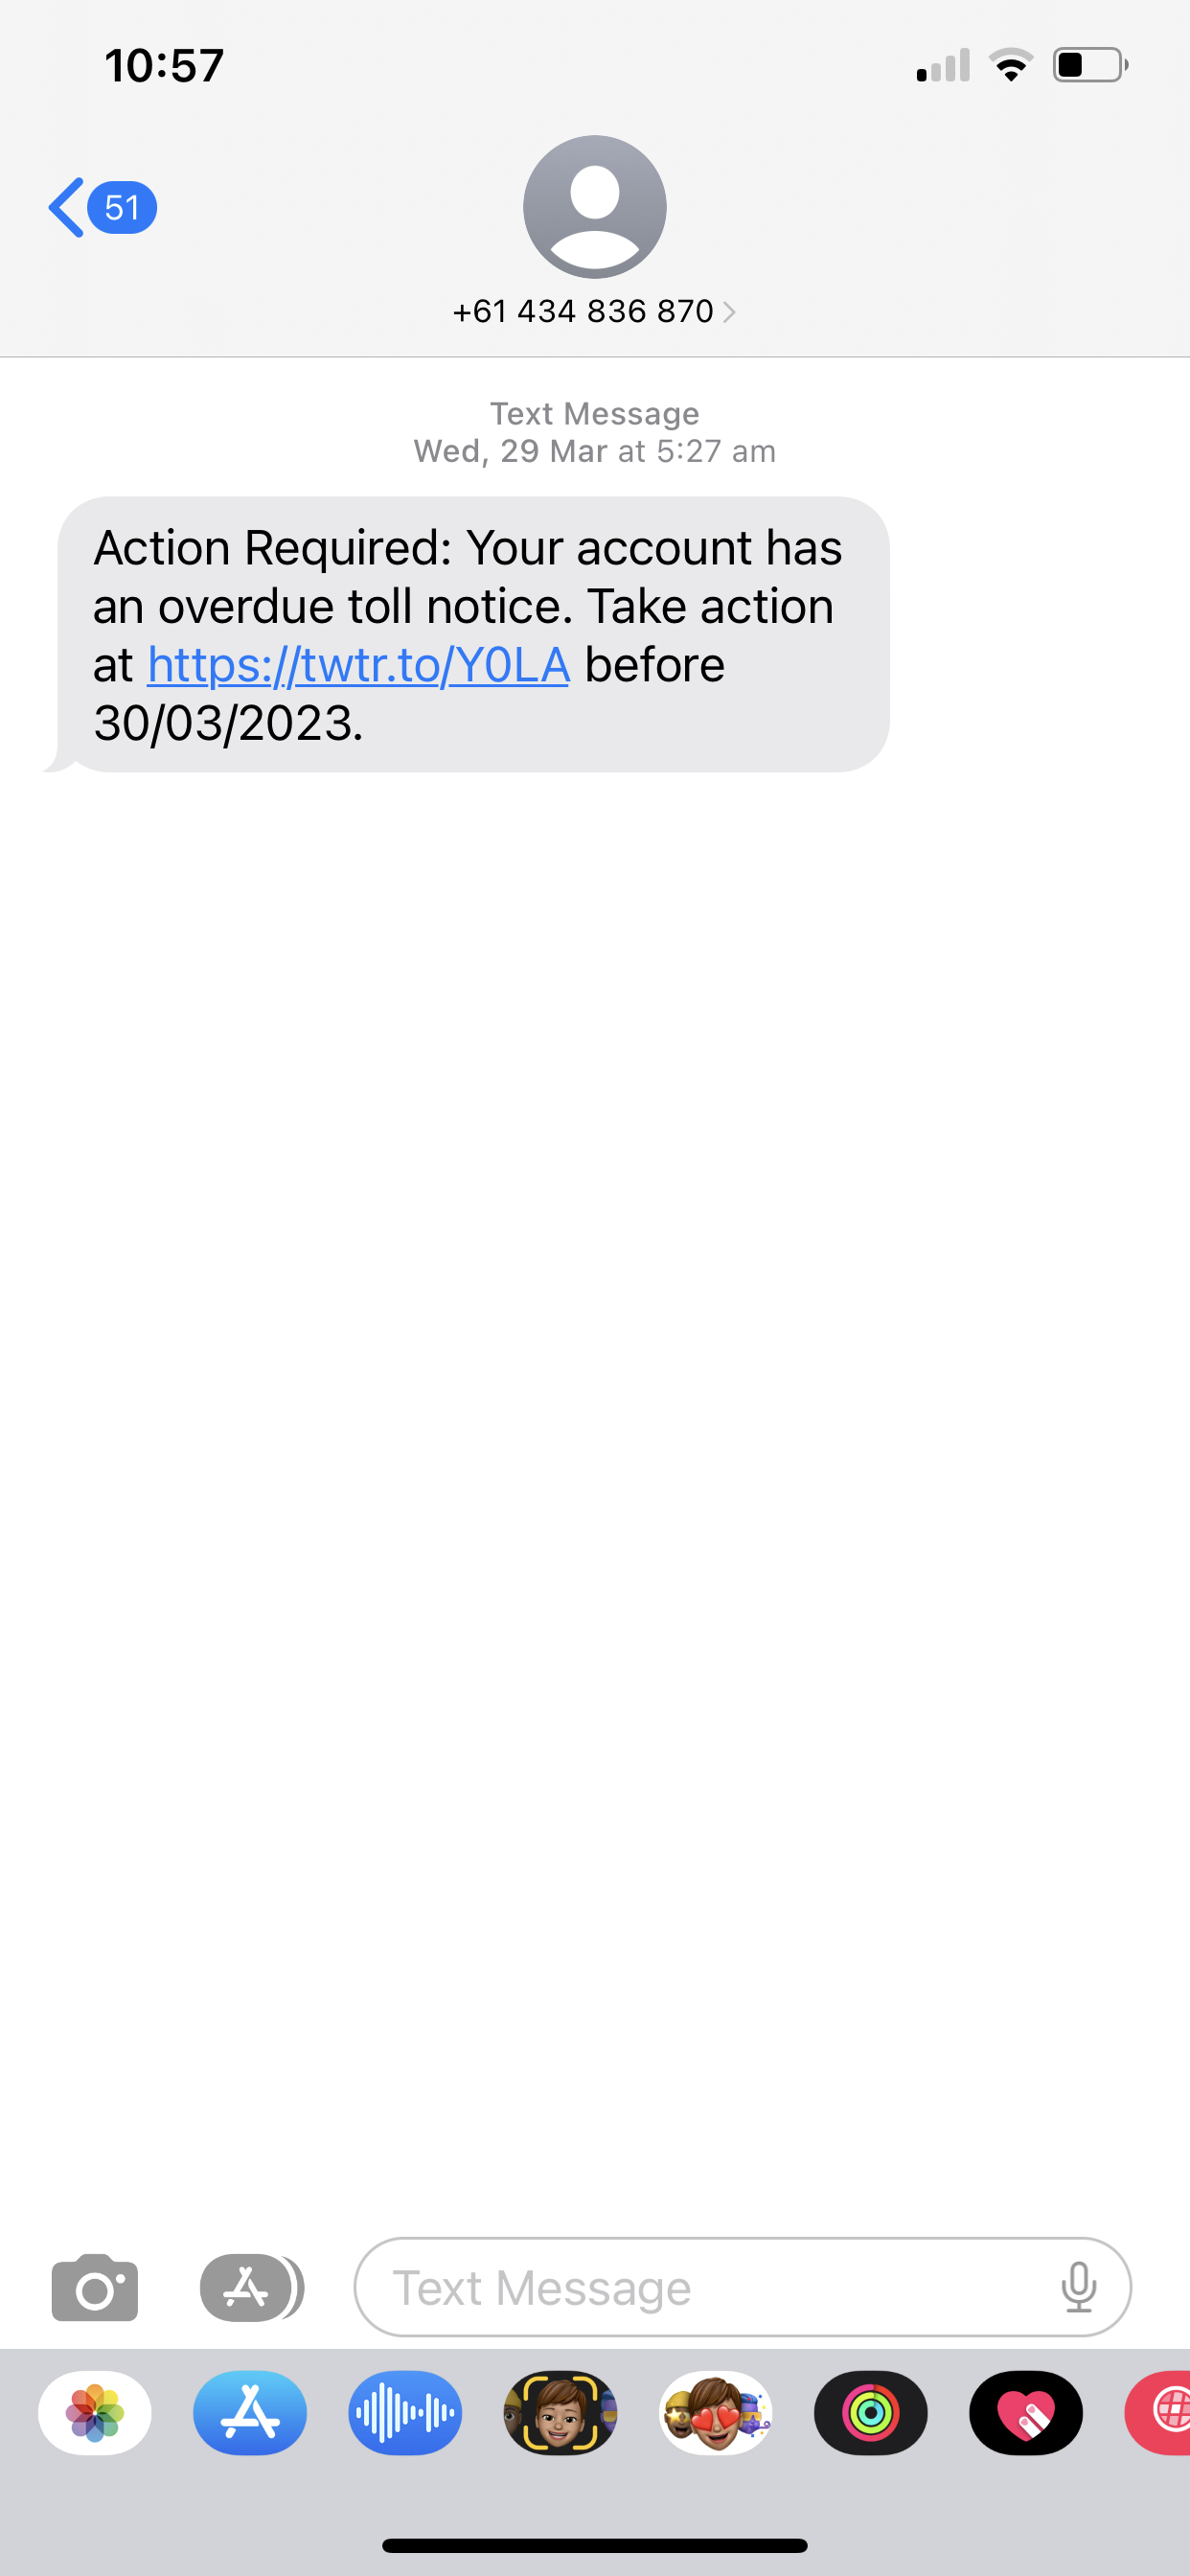 10:57
51
+61 434 836 870
Text Message
Wed, 29 Mar at 5:27 am
Action Required: Your account has
an overdue toll notice. Take action
at https://twtr.to/Y0LA before
30/03/2023.
Text Message